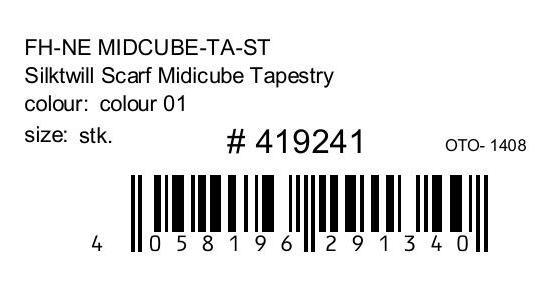 FH-NE MIDCUBE-TA-ST
Silktwill Scarf Midicube Tapestry
colour: colour 01
size: stk.
# 419241
OTO- 1408
4 058196 291340